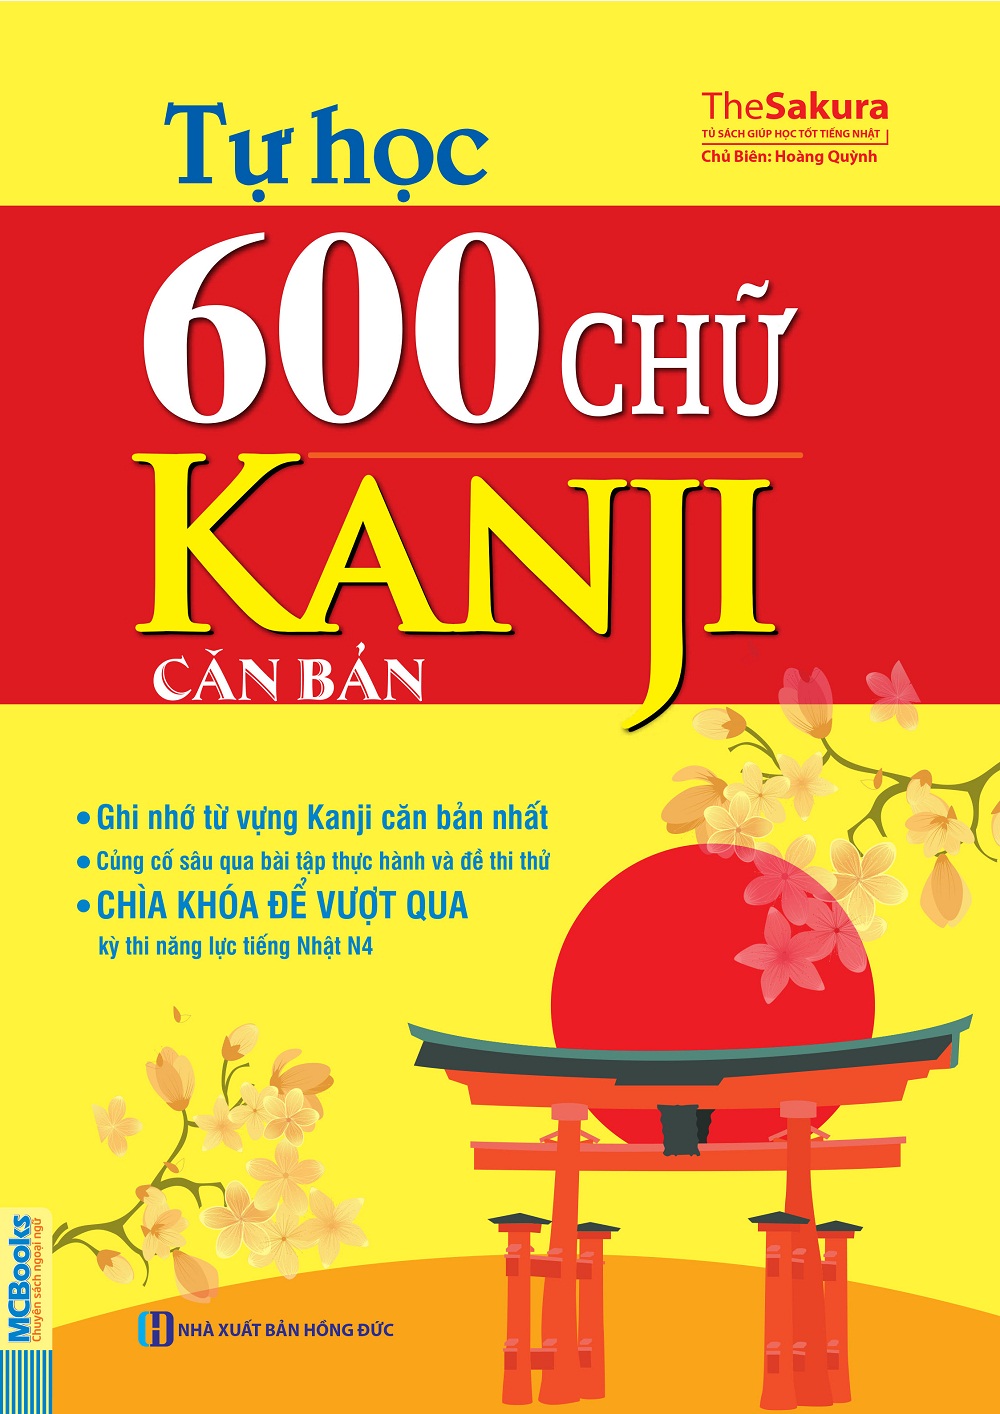 TheSakura
TỦ SÁCH GIÚP HỌC TỐT TIẾNG NHẬT
Chủ Biên: Hoàng Quỳnh
Tự học
600 CHỮ
KANJI
CĂN BẢN
• Ghi nhớ từ vựng Kanji căn bản nhất
• Củng cố sâu qua bài tập thực hành và đề thi thử
• CHÌA KHÓA ĐỂ VƯỢT QUA
kỳ thi năng lực tiếng Nhật N4
MCBooks
Chuyên sách ngoại ngữ
NHÀ XUẤT BẢN HỒNG ĐỨC